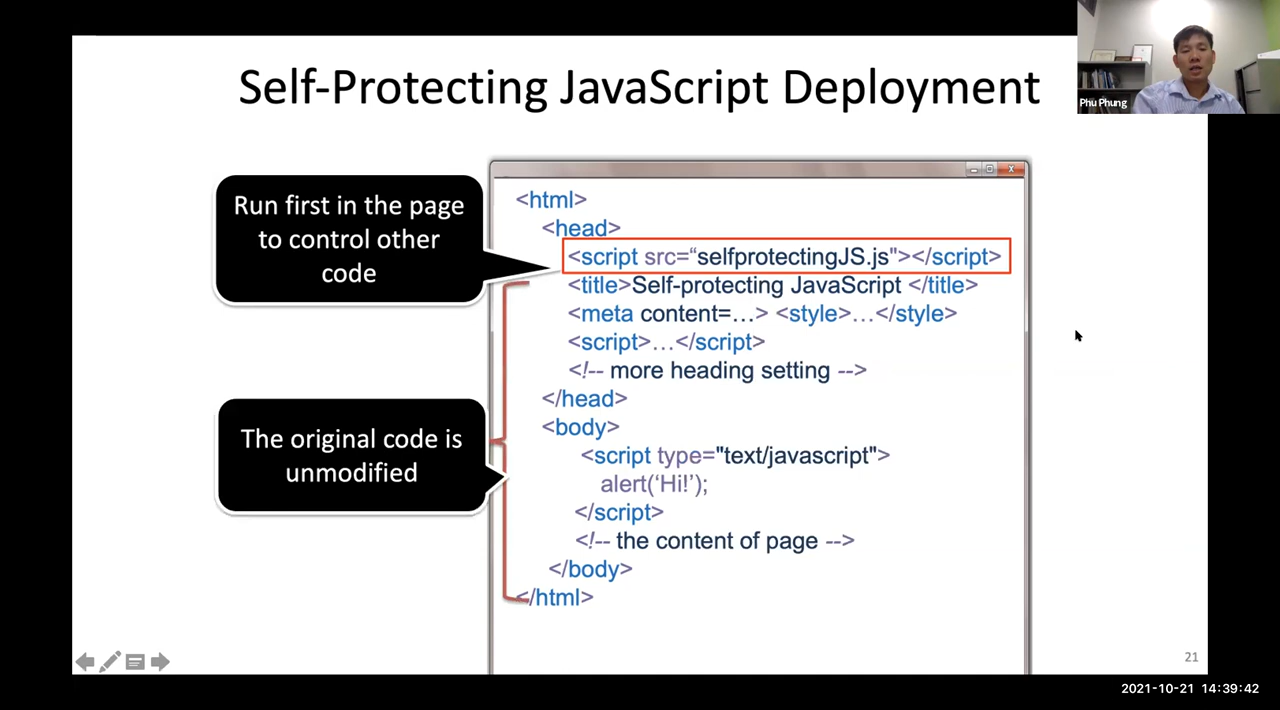 Self-Protecting JavaScript Deployment
Phu Phung
Run first in the page
to control other
code
<html>
<head>
<script src=“selfprotectingJS.js"></script>
<title>Self-protecting JavaScript </title>
<meta content=…> <style>…</style>
<script>…</script>
<!-- more heading setting -->
</head>
The original code is
unmodified
<body>
<script type="text/javascript">
alert(‘Hi!’);
</script>
<!-- the content of page -->
</body>
</html>
21
2021-10-21 14:39:42